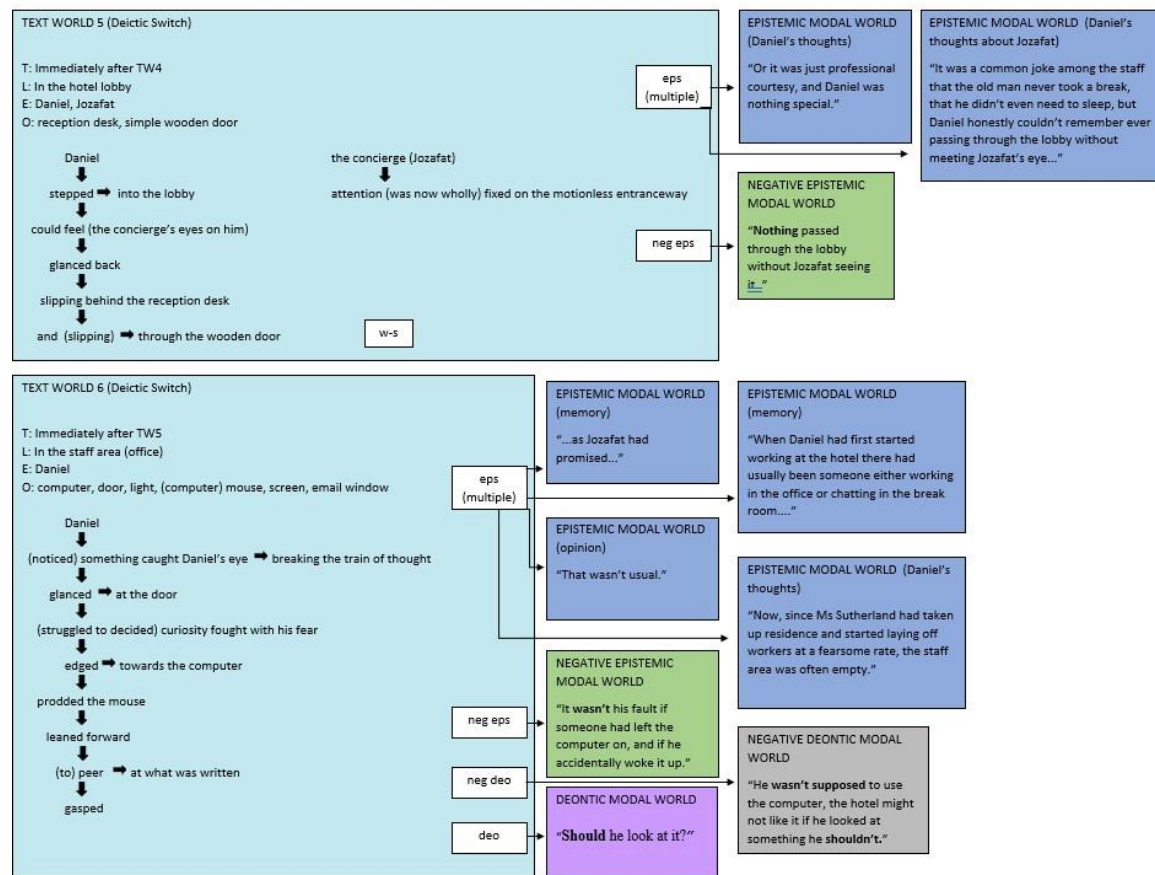 TEXT WORLD 5 (Deictic Switch)
T: Immediately after TW4
L: In the hotel lobby
E: Daniel, Jozafat
O: reception desk, simple wooden door
Daniel
stepped ➡ into the lobby
could feel (the concierge's eyes on him)
glanced back
slipping behind the reception desk
and (slipping) ➡ through the wooden door
the concierge (Jozafat)
attention (was now wholly) fixed on the motionless entranceway
eps
(multiple)
neg eps
w-s
EPISTEMIC MODAL WORLD
(Daniel's thoughts)
"Or it was just professional
courtesy, and Daniel was
nothing special."
EPISTEMIC MODAL WORLD (Daniel's
thoughts about Jozafat)
"It was a common joke among the staff
that the old man never took a break,
that he didn't even need to sleep, but
Daniel honestly couldn't remember ever
passing through the lobby without
meeting Jozafat's eye..."
NEGATIVE EPISTEMIC
MODAL WORLD
"Nothing passed
through the lobby
without Jozafat seeing
it..."
TEXT WORLD 6 (Deictic Switch)
T: Immediately after TW5
L: In the staff area (office)
E: Daniel
O: computer, door, light, (computer) mouse, screen, email window
Daniel
(noticed) something caught Daniel's eye ➡ breaking the train of thought
glanced ➡ at the door
(struggled to decided) curiosity fought with his fear
edged ➡ towards the computer
prodded the mouse
leaned forward
(to) peer ➡ at what was written
gasped
eps
(multiple)
neg eps
neg deo
deo
EPISTEMIC MODAL WORLD
(memory)
"...as Jozafat had
promised..."
EPISTEMIC MODAL WORLD
(memory)
"When Daniel had first started
working at the hotel there had
usually been someone either working
in the office or chatting in the break
room...."
EPISTEMIC MODAL WORLD
(opinion)
"That wasn't usual."
EPISTEMIC MODAL WORLD (Daniel's
thoughts)
"Now, since Ms Sutherland had taken
up residence and started laying off
workers at a fearsome rate, the staff
area was often empty."
NEGATIVE EPISTEMIC
MODAL WORLD
"It wasn't his fault if
someone had left the
computer on, and if he
accidentally woke it up."
NEGATIVE DEONTIC MODAL
WORLD
"He wasn't supposed to use
the computer, the hotel might
not like it if he looked at
something he shouldn't."
DEONTIC MODAL WORLD
"Should he look at it?"